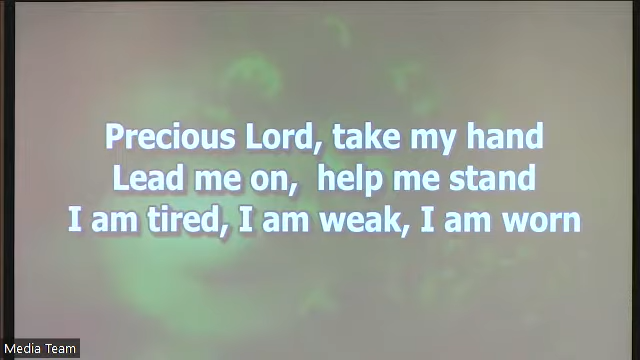 Precious Lord, take my hand
Lead me on,  help me stand
I am tired, I am weak, I am worn
Media Team